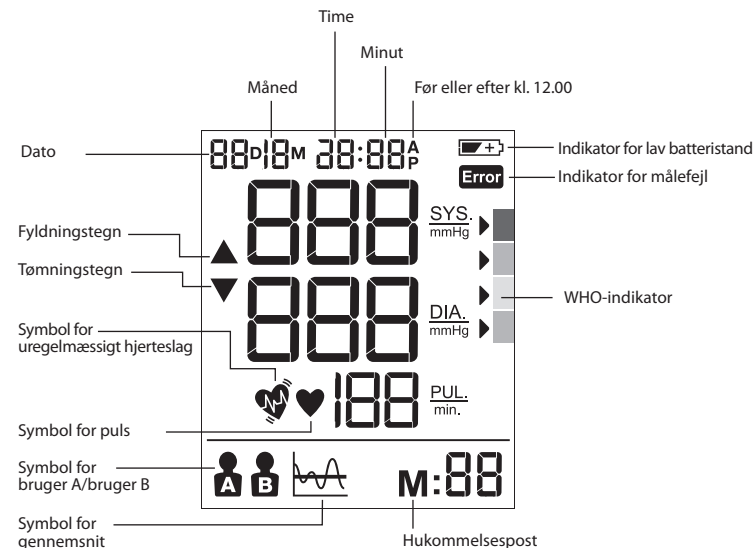 Time
Minut
Måned
Før eller efter kl. 12.00
Dato
88D18M 28:88 A
P
Indikator for lav batteristand
Error
Indikator for målefejl
888
SYS.
mmHg
Fyldningstegn
Tømningstegn
WHO-indikator
888
DIA.
mmHg
Symbol for
uregelmæssigt hjerteslag
188
PUL.
min.
Symbol for puls
Symbol for
bruger A/bruger B
A B
M:88
Symbol for
gennemsnit
Hukommelsespost